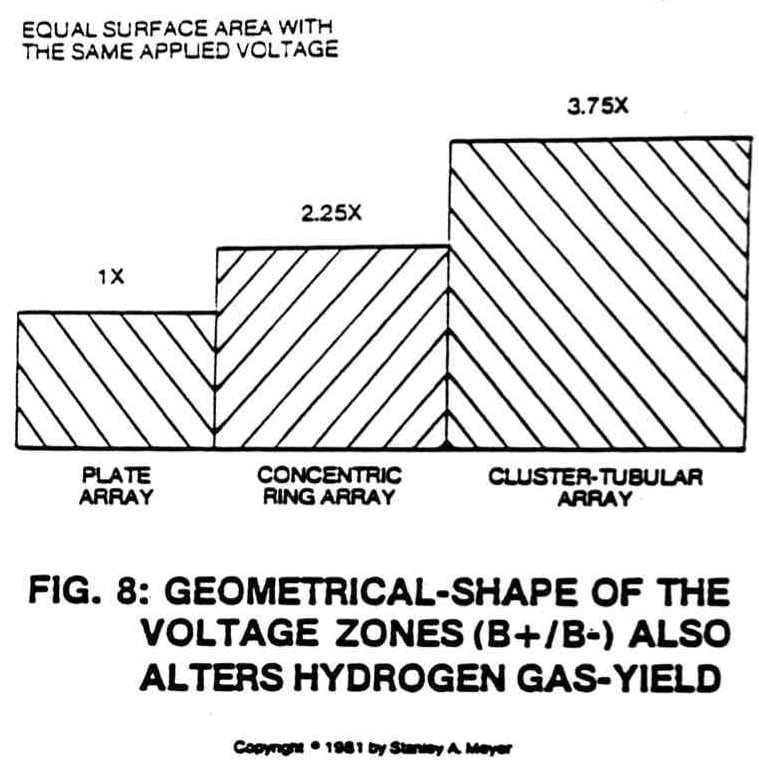 EQUAL SURFACE AREA WITH
THE SAME APPLIED VOLTAGE
3.75X
2.25X
1X
PLATE
ARRAY
CONCENTRIC
RING ARRAY
CLUSTER-TUBULAR
ARRAY
FIG. 8: GEOMETRICAL-SHAPE OF THE
VOLTAGE ZONES (B+/B-) ALSO
ALTERS HYDROGEN GAS-YIELD
Copyright © 1981 by Stanley A. Meyer